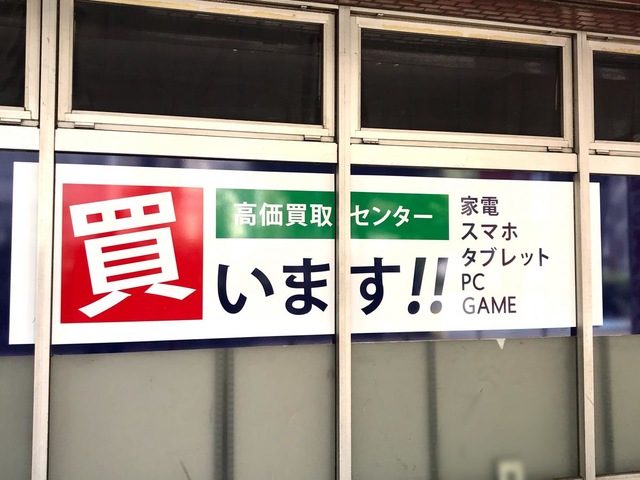 高価買取センター
買います!!
家電
スマホ
タブレット
PC
GAME